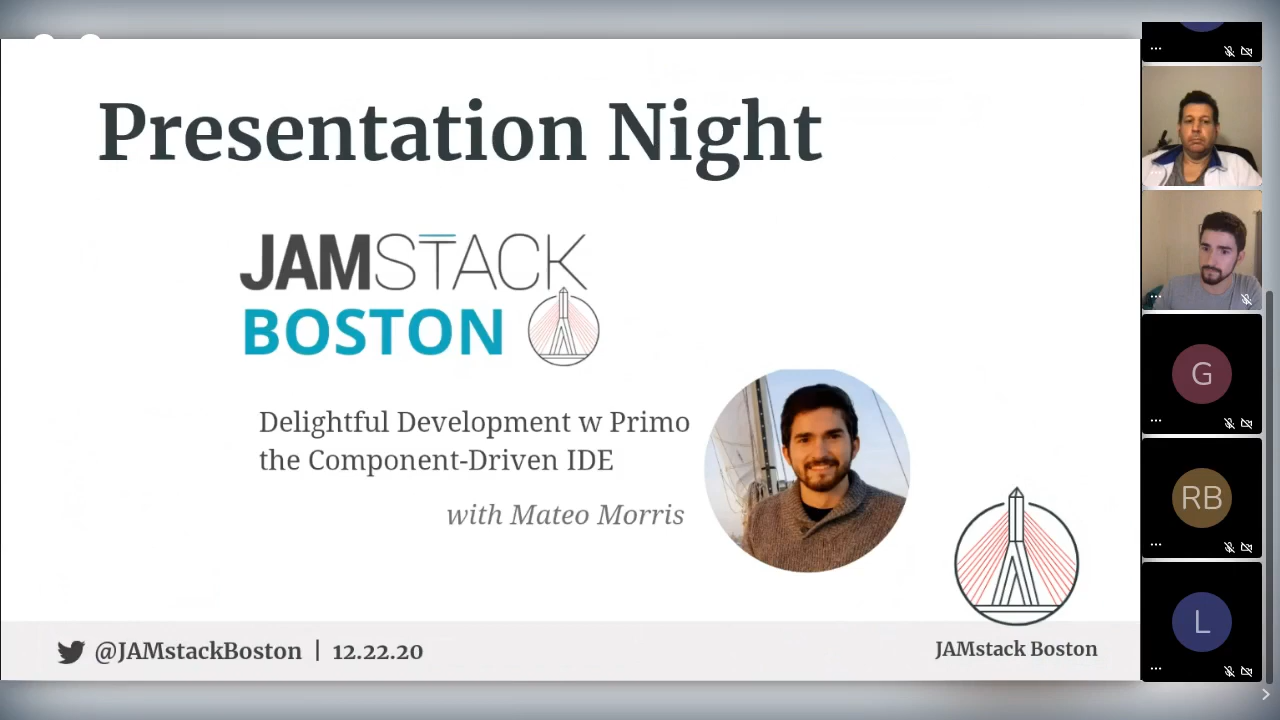 Presentation Night
JAMSTACK
BOSTON
Delightful Development w Primo
the Component-Driven IDE
with Mateo Morris
@JAMstackBoston | 12.22.20
JAMstack Boston
G
RB
L